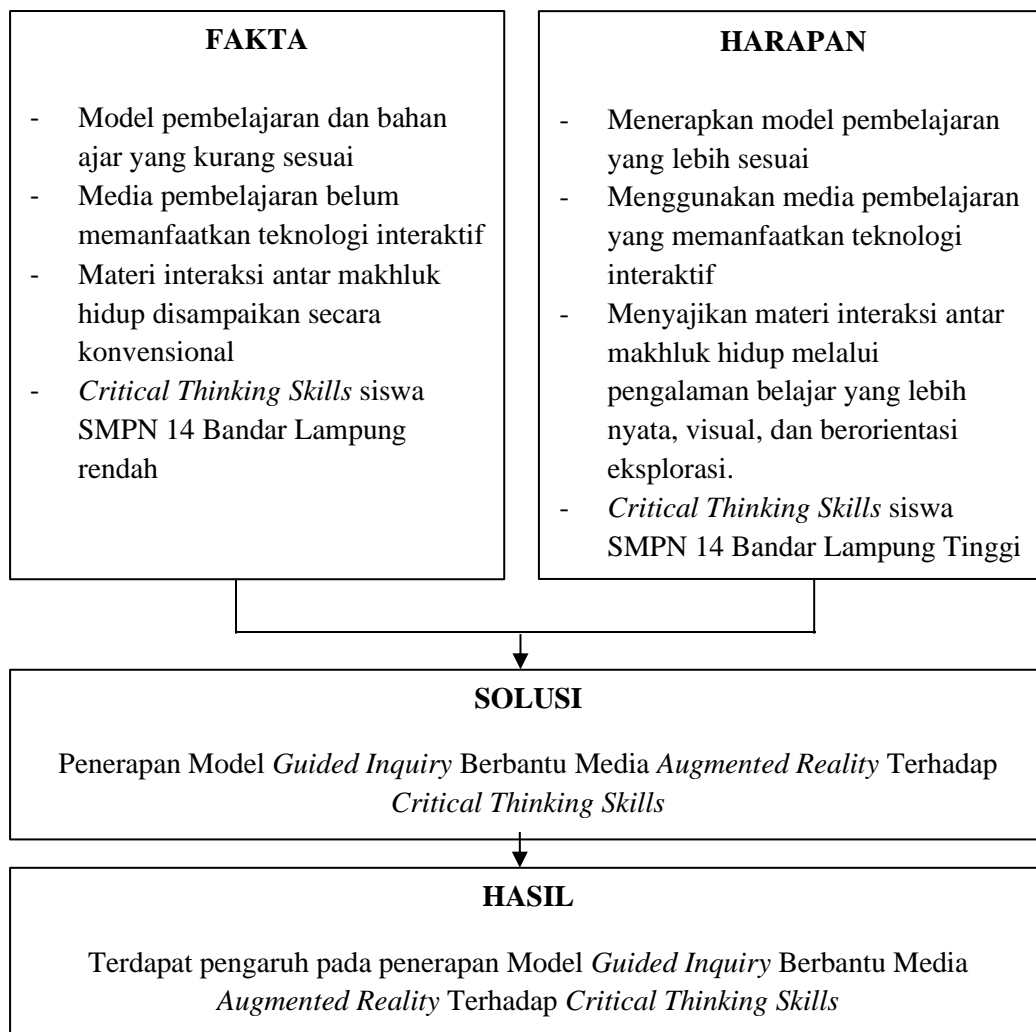 FAKTA
- Model pembelajaran dan bahan
ajar yang kurang sesuai
- Media pembelajaran belum
memanfaatkan teknologi interaktif
- Materi interaksi antar makhluk
hidup disampaikan secara
konvensional
- Critical Thinking Skills siswa
SMPN 14 Bandar Lampung
rendah
HARAPAN
- Menerapkan model pembelajaran
yang lebih sesuai
- Menggunakan media pembelajaran
yang memanfaatkan teknologi
interaktif
- Menyajikan materi interaksi antar
makhluk hidup melalui
pengalaman belajar yang lebih
nyata, visual, dan berorientasi
eksplorasi.
- Critical Thinking Skills siswa
SMPN 14 Bandar Lampung Tinggi
SOLUSI
Penerapan Model Guided Inquiry Berbantu Media Augmented Reality Terhadap
Critical Thinking Skills
HASIL
Terdapat pengaruh pada penerapan Model Guided Inquiry Berbantu Media
Augmented Reality Terhadap Critical Thinking Skills